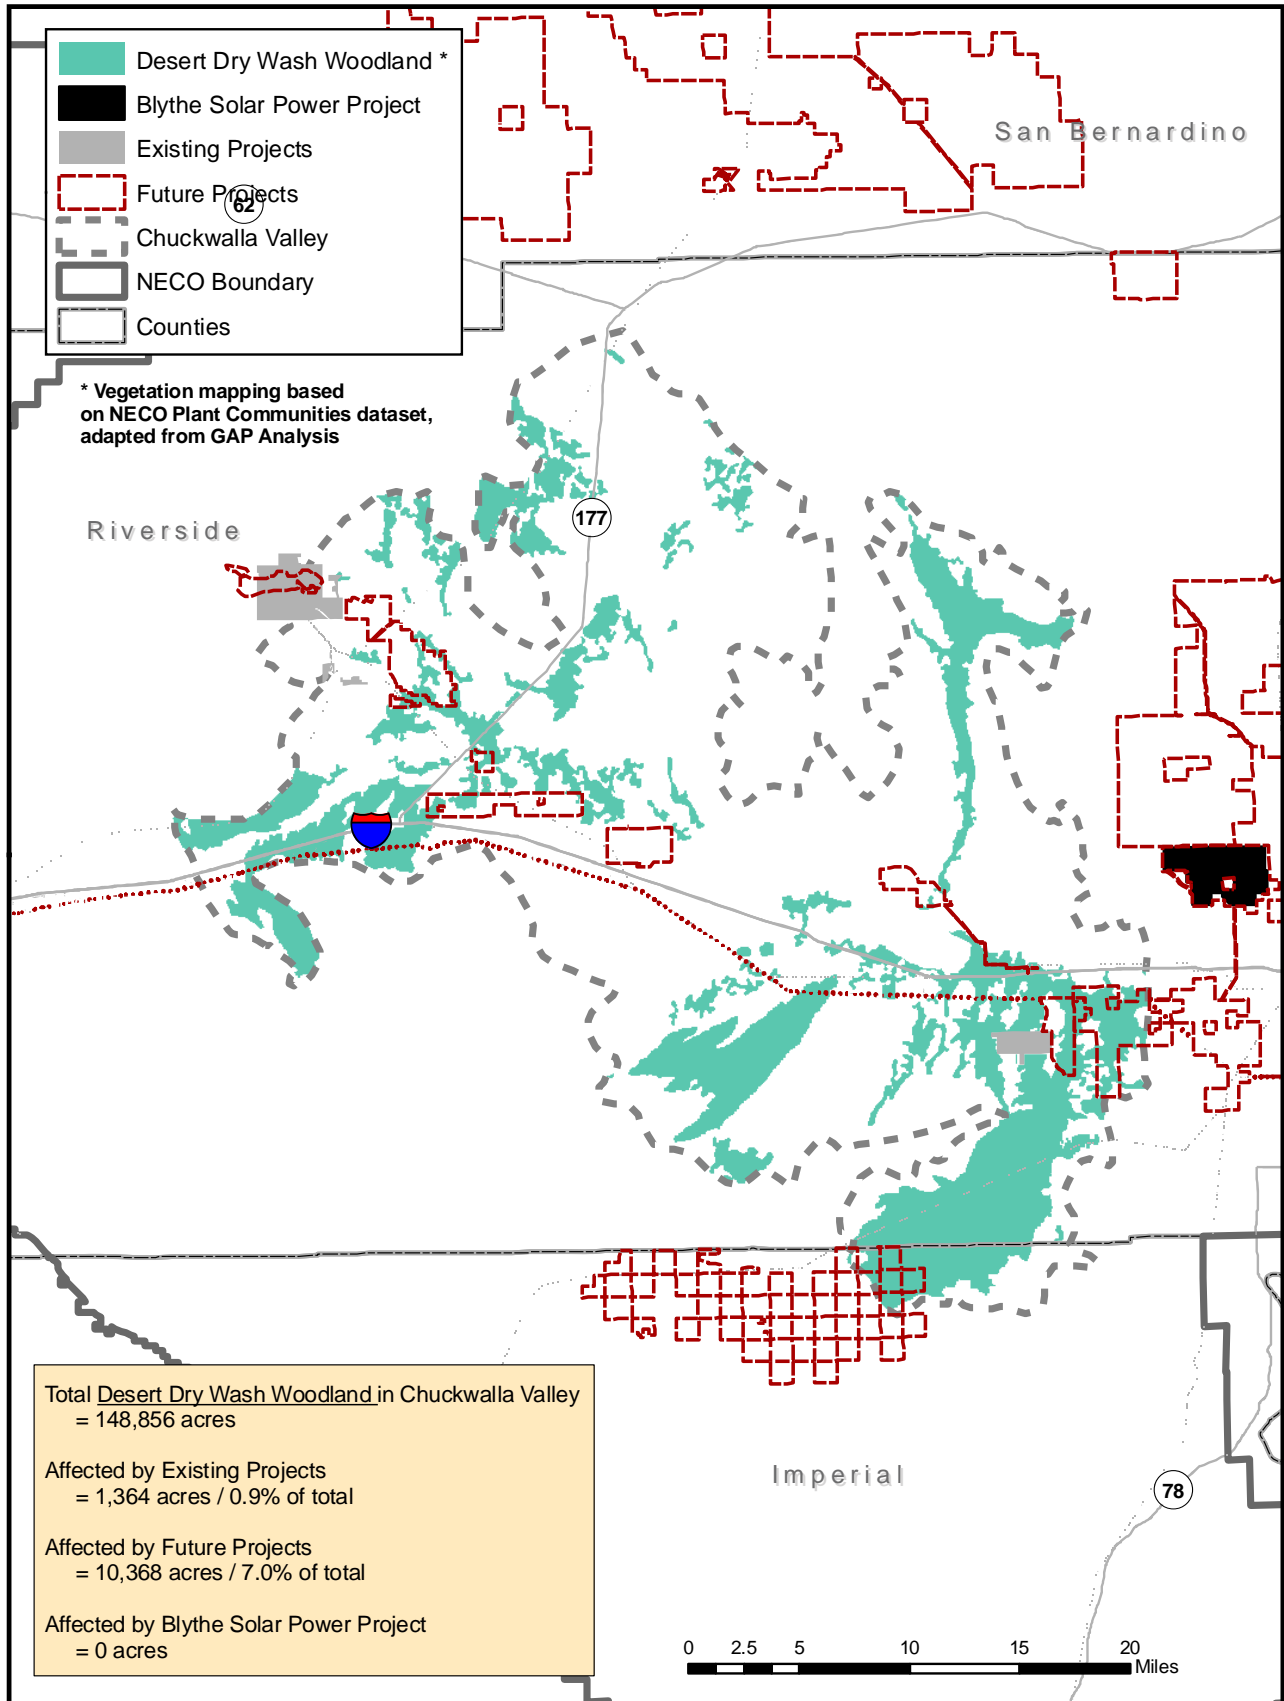 Desert Dry Wash Woodland *
Blythe Solar Power Project
Existing Projects
Future Projects
62
Chuckwalla Valley
NECO Boundary
Counties
* Vegetation mapping based
on NECO Plant Communities dataset,
adapted from GAP Analysis
San Bernardino
Riverside
177
Imperial
78
Total Desert Dry Wash Woodland in Chuckwalla Valley
= 148,856 acres
Affected by Existing Projects
= 1,364 acres / 0.9% of total
Affected by Future Projects
= 10,368 acres / 7.0% of total
Affected by Blythe Solar Power Project
= 0 acres
0 2.5 5 10 15 20
Miles